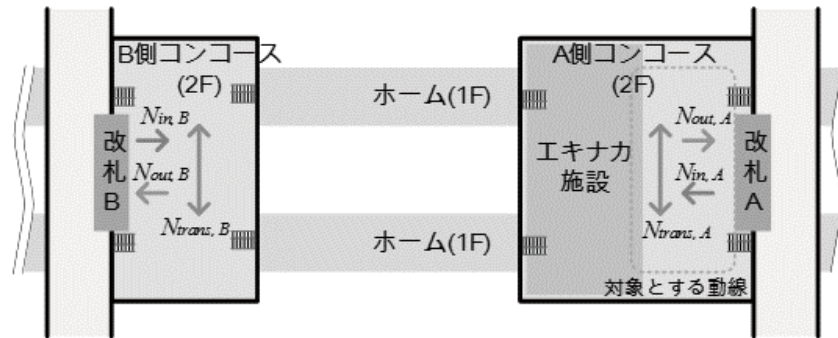 B側コンコース
(2F)
A側コンコース
(2F)
ホーム(1F)
N_in, B
N_out, A
改札B
エキナカ
施設
改札A
N_out, B
N_in, A
N_trans, B
N_trans, A
ホーム(1F)
対象とする動線